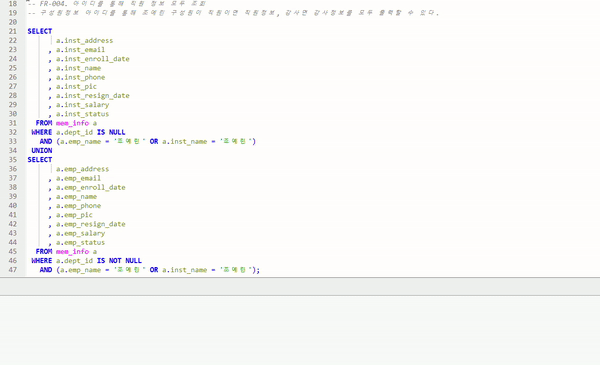 18 -- FR-004. 아이디를 통해 회원 정보 외부 조회
19 -- 구성원정보 아이디를 통해 조회한 구성원이 회원이면 회원정보, 강사면 강사정보를 모두 출력할 수 있다.
20
21 SELECT
22 a.inst_address
23 , a.inst_email
24 , a.inst_enroll_date
25 , a.inst_name
26 , a.inst_phone
27 , a.inst_pic
28 , a.inst_resign_date
29 , a.inst_salary
30 , a.inst_status
31 FROM mem_info a
32 WHERE a.dept_id IS NULL
33 AND (a.emp_name = '조예린' OR a.inst_name = '조예린')
34 UNION
35 SELECT
36 a.emp_address
37 , a.emp_email
38 , a.emp_enroll_date
39 , a.emp_name
40 , a.emp_phone
41 , a.emp_pic
42 , a.emp_resign_date
43 , a.emp_salary
44 , a.emp_status
45 FROM mem_info a
46 WHERE a.dept_id IS NOT NULL
47 AND (a.emp_name = '조예린' OR a.inst_name = '조예린');